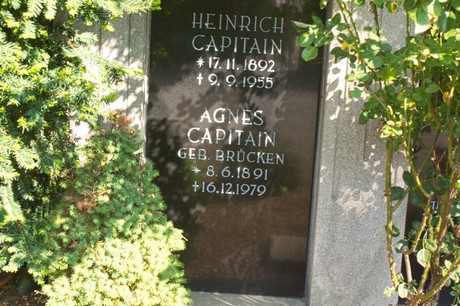 HEINRICH
CAPITAIN
* 17. 11. 1892
+ 9. 9. 1955
AGNES
CAPITAIN
GEB. BRÜCKEN
* 8. 6. 1891
+ 16. 12. 1979